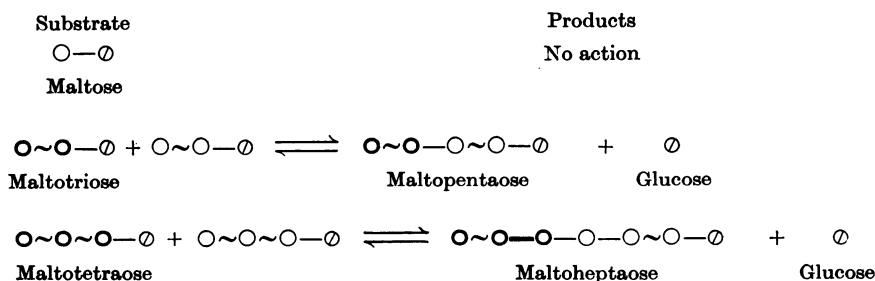 Substrate Products
No action
Maltose
O~O—⊘ + O~O—⊘ ⇌ O~O—O~O—⊘ + ⊘
Maltotriose Maltopentaose Glucose
O~O~O—⊘ + O~O~O—⊘ ⇌ O~O—O—O—O~O—⊘ + ⊘
Maltotetraose Maltoheptaose Glucose